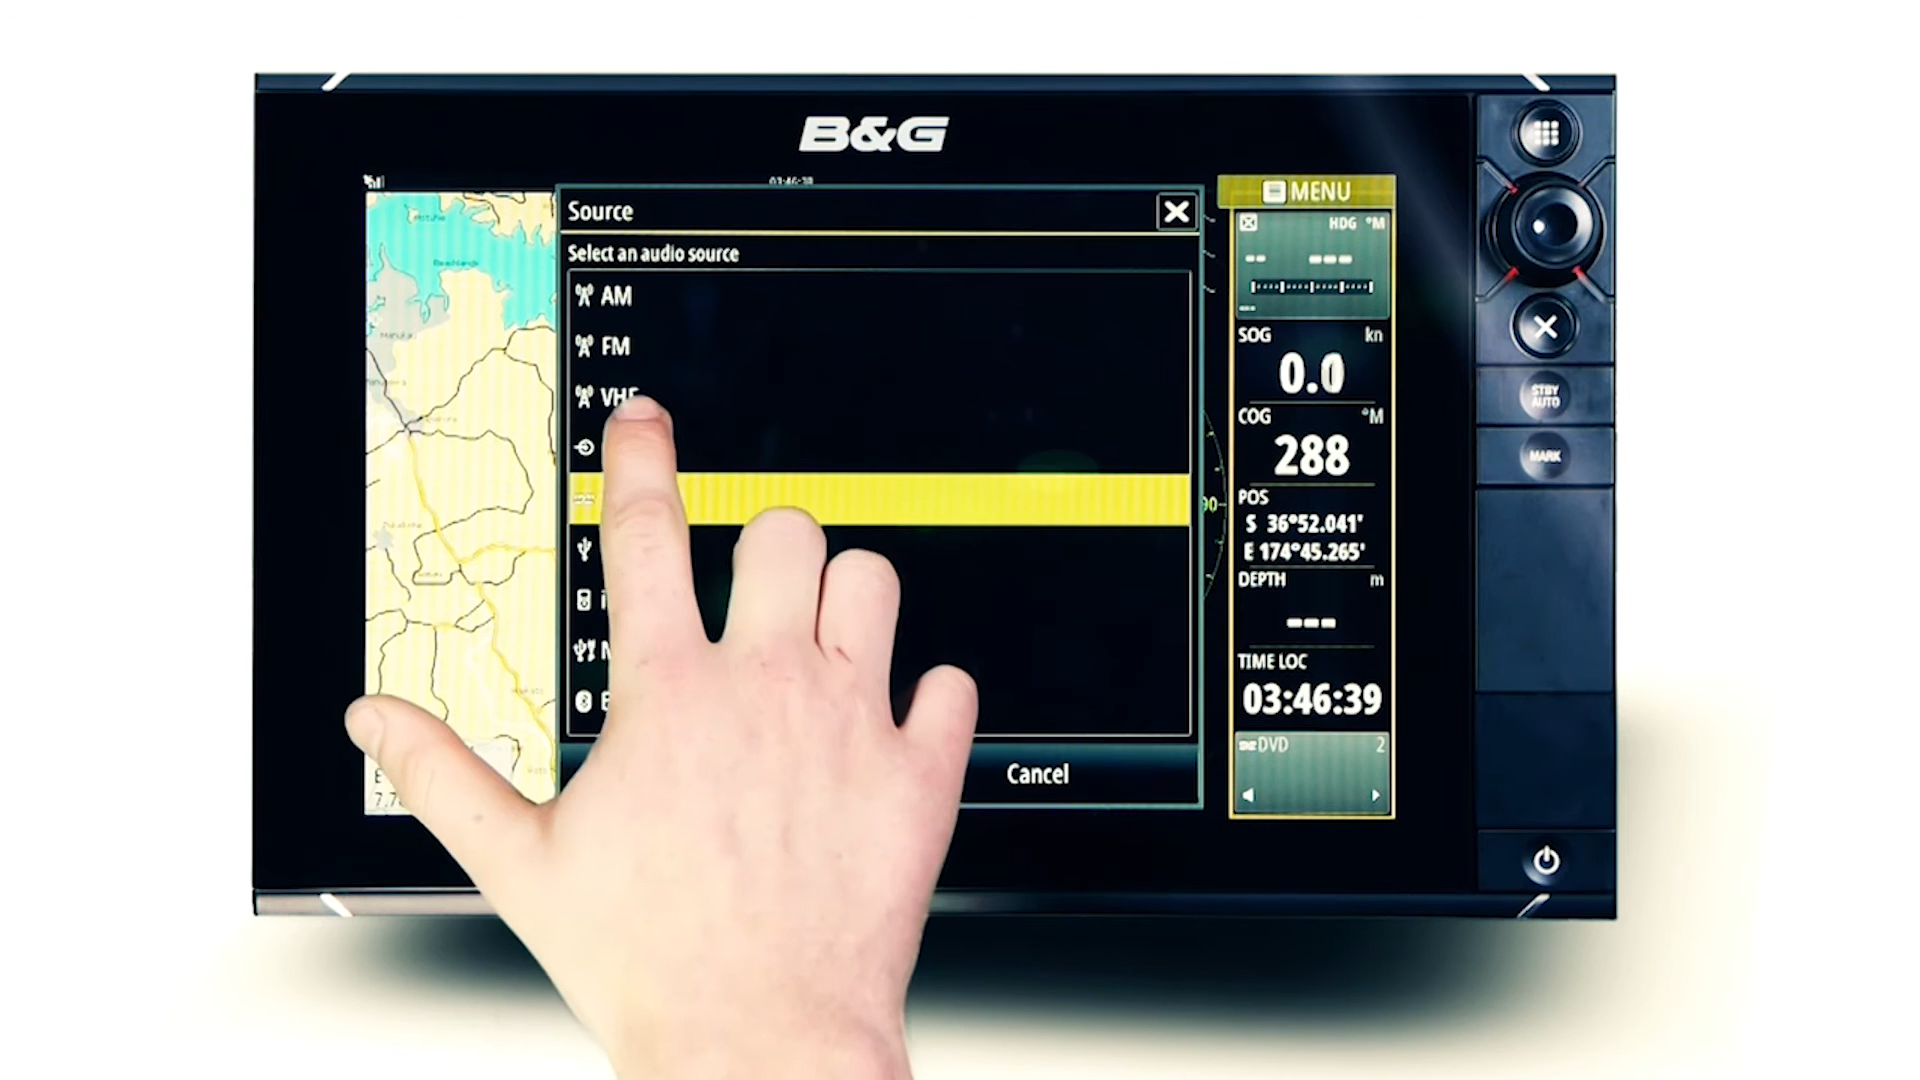 B&G
Source
Select an audio source
AM
FM
VHF
Cancel
MENU
HDG °M
-- ---
---
SOG kn
0.0
COG °M
288
POS
S 36°52.041'
E 174°45.265'
DEPTH m
---
TIME LOC
03:46:39
DVD 2
90
STBY
AUTO
MARK